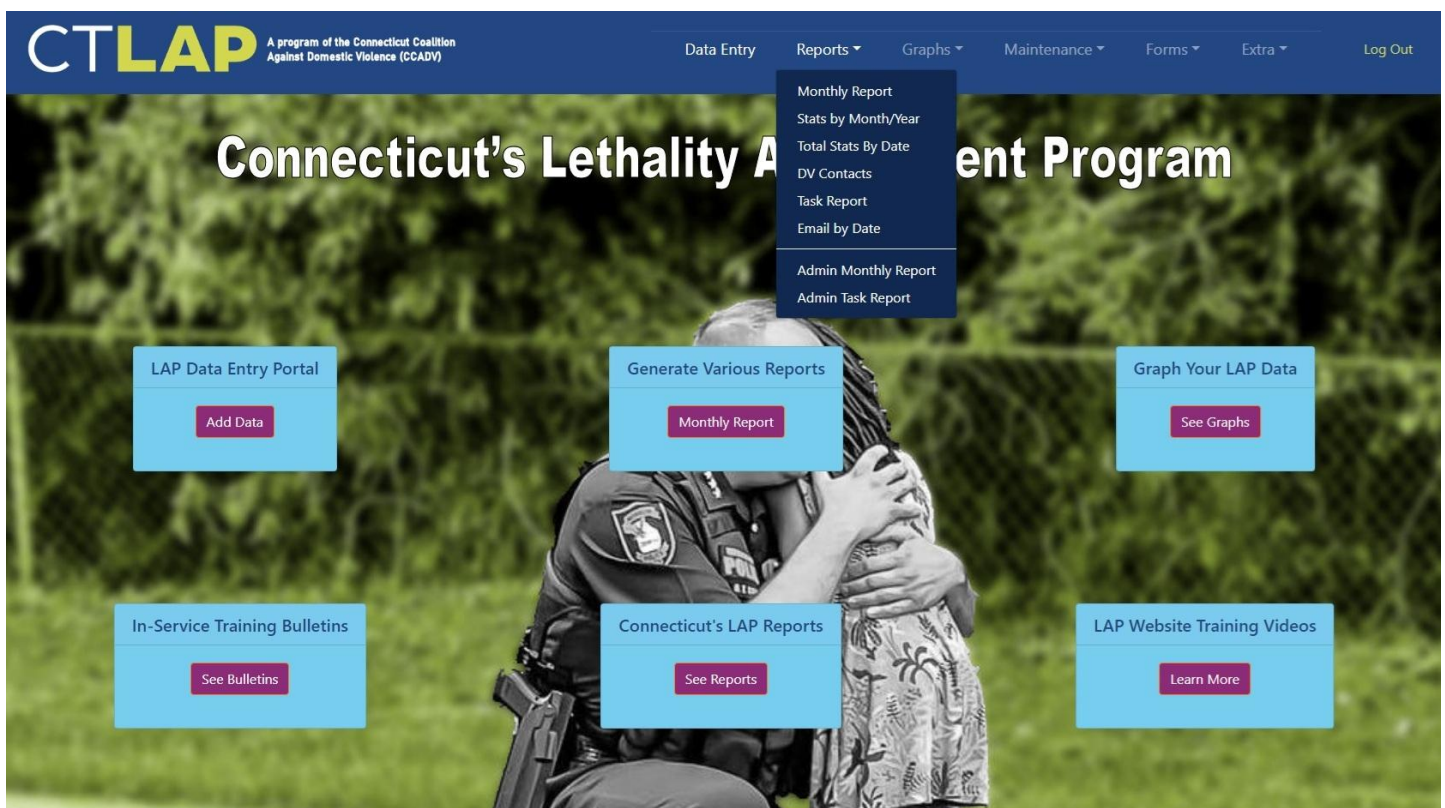 CTLAP
A program of the Connecticut Coalition
Against Domestic Violence (CCADV)
Data Entry
Reports
Graphs
Maintenance
Forms
Extra
Log Out
Monthly Report
Stats by Month/Year
Total Stats By Date
DV Contacts
Task Report
Email by Date
Admin Monthly Report
Admin Task Report
Connecticut's Lethality A ent Program
LAP Data Entry Portal
Add Data
Generate Various Reports
Monthly Report
Graph Your LAP Data
See Graphs
In-Service Training Bulletins
See Bulletins
Connecticut's LAP Reports
See Reports
LAP Website Training Videos
Learn More